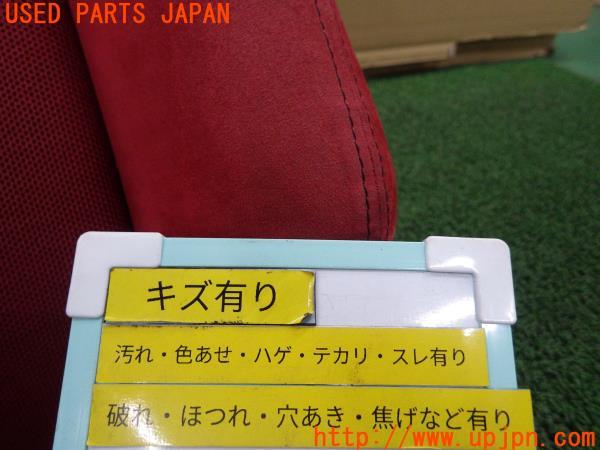 USED PARTS JAPAN
キズ有り
汚れ・色あせ・ハゲ・テカリ・スレ有り
破れ・ほつれ・穴あき・焦げなど有り
http://www.upjpn.com